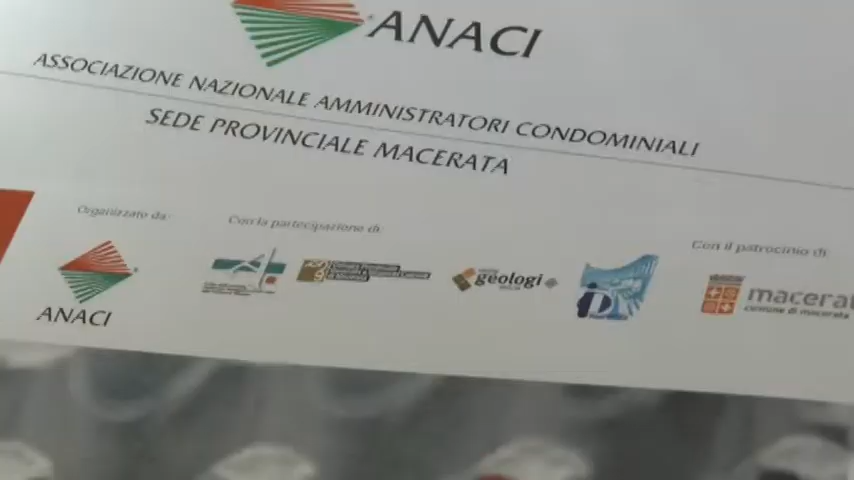 ANACI
ASSOCIAZIONE NAZIONALE AMMINISTRATORI CONDOMINIALI
SEDE PROVINCIALE MACERATA
Organizzato da:
Con la partecipazione di:
Con il patrocinio di
ANACI
geologi
macerat
comune di macerata